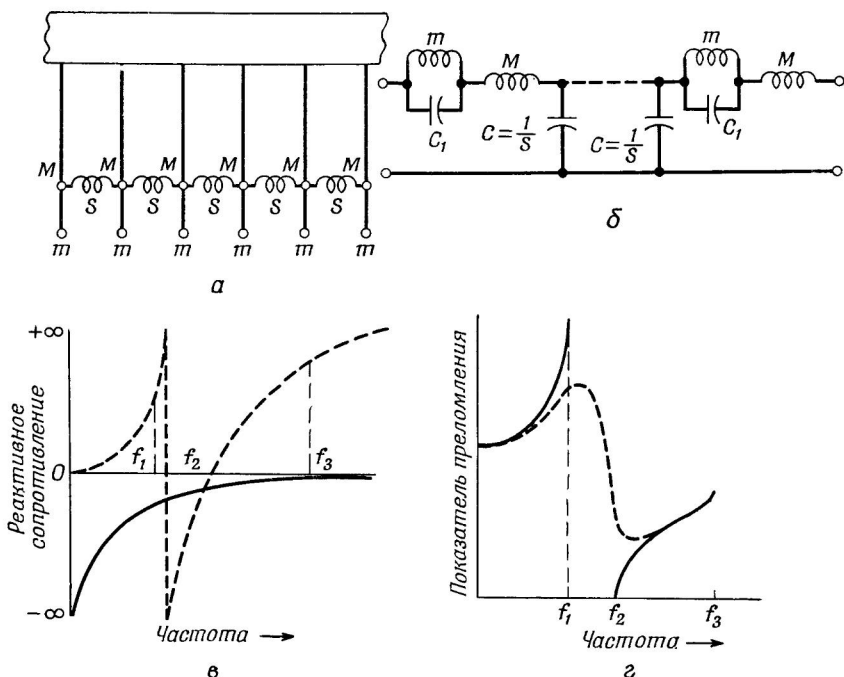 M M M M M
S S S S S
m m m m m m
а
m M m M
C₁ C = 1/S C = 1/S C₁
б
+∞
0
−∞
Реактивное
сопротивление
f₁ f₂ f₃
Частота →
в
Показатель преломления
f₁ f₂ f₃
Частота →
г